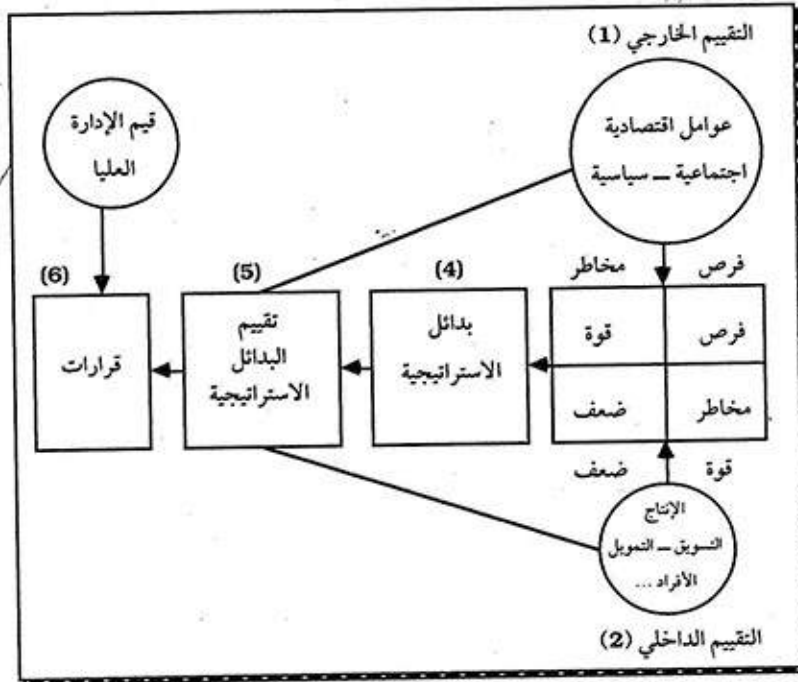 التقييم الخارجي (1)
عوامل اقتصادية
اجتماعية – سياسية
قيم الإدارة
العليا
فرص
مخاطر
(4)
(5)
(6)
فرص
قوة
مخاطر
ضعف
بدائل
الاستراتيجية
تقييم
البدائل
الاستراتيجية
قرارات
قوة
ضعف
الإنتاج
التسويق – التمويل
الأفراد ...
التقييم الداخلي (2)